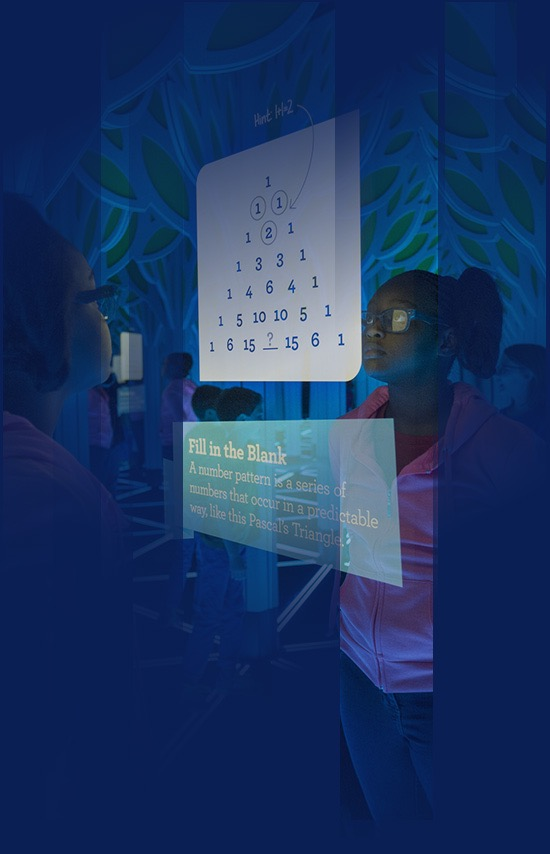 Hint: 1+1=2
1
1 1
1 2 1
1 3 3 1
1 4 6 4 1
1 5 10 10 5 1
1 6 15 ? 15 6 1
Fill in the Blank
A number pattern is a series of
numbers that occur in a predictable
way, like this Pascal's Triangle.